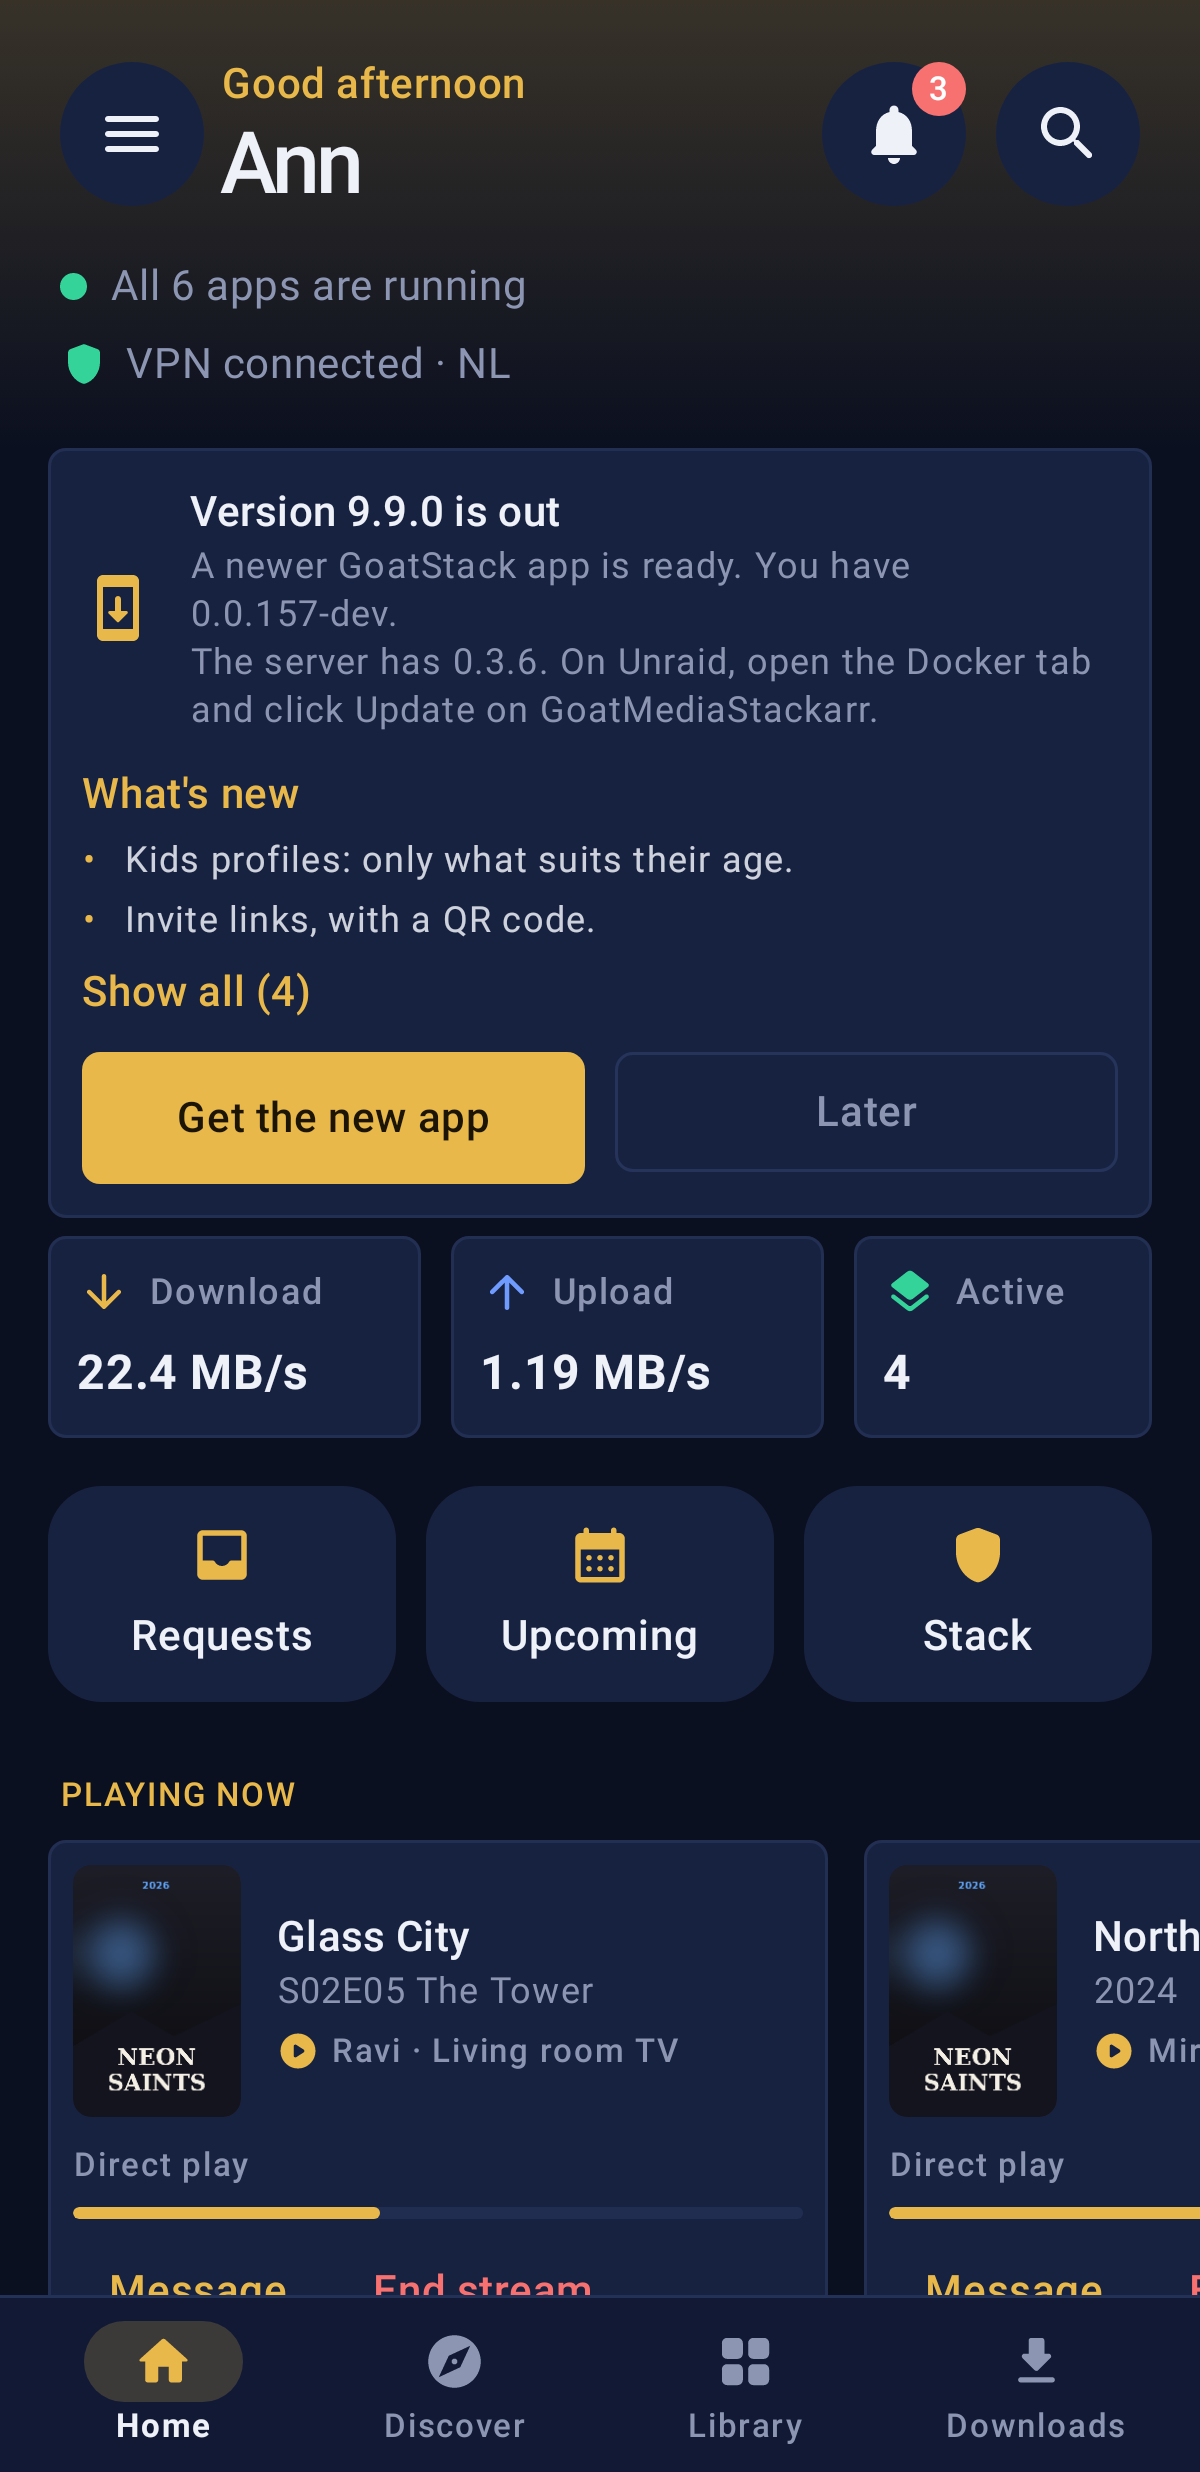 Good afternoon
Ann
3
All 6 apps are running
VPN connected · NL
Version 9.9.0 is out
A newer GoatStack app is ready. You have
0.0.157-dev.
The server has 0.3.6. On Unraid, open the Docker tab
and click Update on GoatMediaStackarr.
What's new
• Kids profiles: only what suits their age.
• Invite links, with a QR code.
Show all (4)
Get the new app
Later
Download
22.4 MB/s
Upload
1.19 MB/s
Active
4
Requests
Upcoming
Stack
PLAYING NOW
2026
NEON
SAINTS
Glass City
S02E05 The Tower
Ravi · Living room TV
Direct play
Message
End stream
2026
NEON
SAINTS
North
2024
Direct play
Message
Home
Discover
Library
Downloads